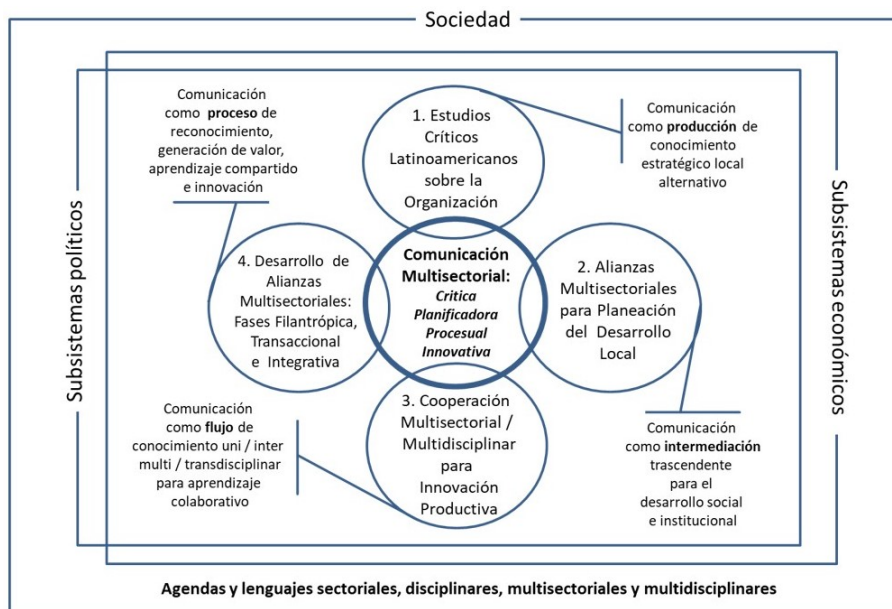 Sociedad
Subsistemas políticos
Subsistemas económicos
Comunicación
como proceso de
reconocimiento,
generación de valor,
aprendizaje compartido
e innovación
1. Estudios
Críticos
Latinoamericanos
sobre la
Organización
Comunicación
como producción de
conocimiento
estratégico local
alternativo
4. Desarrollo de
Alianzas
Multisectoriales:
Fases Filantrópica,
Transaccional
e Integrativa
Comunicación
Multisectorial:
Critica
Planificadora
Procesual
Innovativa
2. Alianzas
Multisectoriales
para Planeación
del Desarrollo
Local
Comunicación
como flujo de
conocimiento uni / inter
multi / transdisciplinar
para aprendizaje
colaborativo
3. Cooperación
Multisectorial /
Multidisciplinar
para
Innovación
Productiva
Comunicación
como intermediación
trascendente
para el
desarrollo social
e institucional
Agendas y lenguajes sectoriales, disciplinares, multisectoriales y multidisciplinares